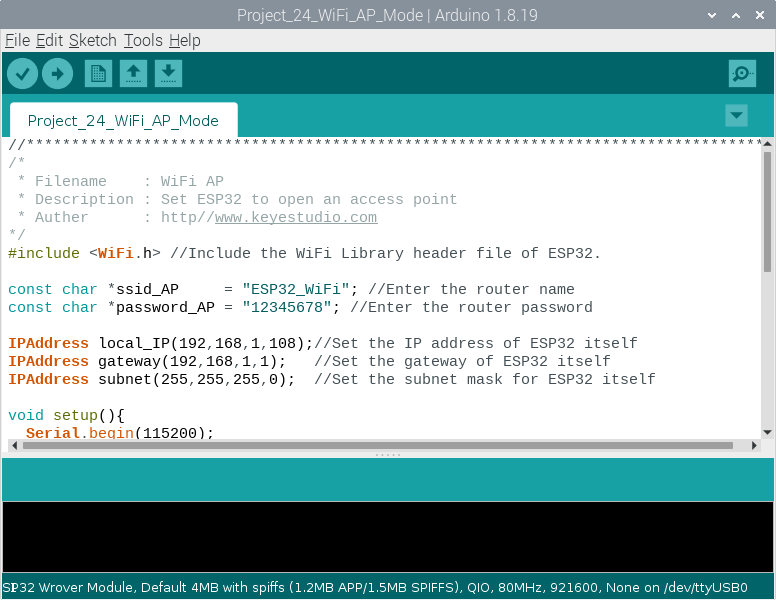 Project_24_WiFi_AP_Mode | Arduino 1.8.19
File Edit Sketch Tools Help
Project_24_WiFi_AP_Mode
//**********************************************************************************
/*
 * Filename    : WiFi AP
 * Description : Set ESP32 to open an access point
 * Auther      : http//www.keyestudio.com
*/
#include <WiFi.h> //Include the WiFi Library header file of ESP32.
const char *ssid_AP     = "ESP32_WiFi"; //Enter the router name
const char *password_AP = "12345678"; //Enter the router password
IPAddress local_IP(192,168,1,108);//Set the IP address of ESP32 itself
IPAddress gateway(192,168,1,1);   //Set the gateway of ESP32 itself
IPAddress subnet(255,255,255,0);  //Set the subnet mask for ESP32 itself
void setup(){
  Serial.begin(115200);
SP32 Wrover Module, Default 4MB with spiffs (1.2MB APP/1.5MB SPIFFS), QIO, 80MHz, 921600, None on /dev/ttyUSB0